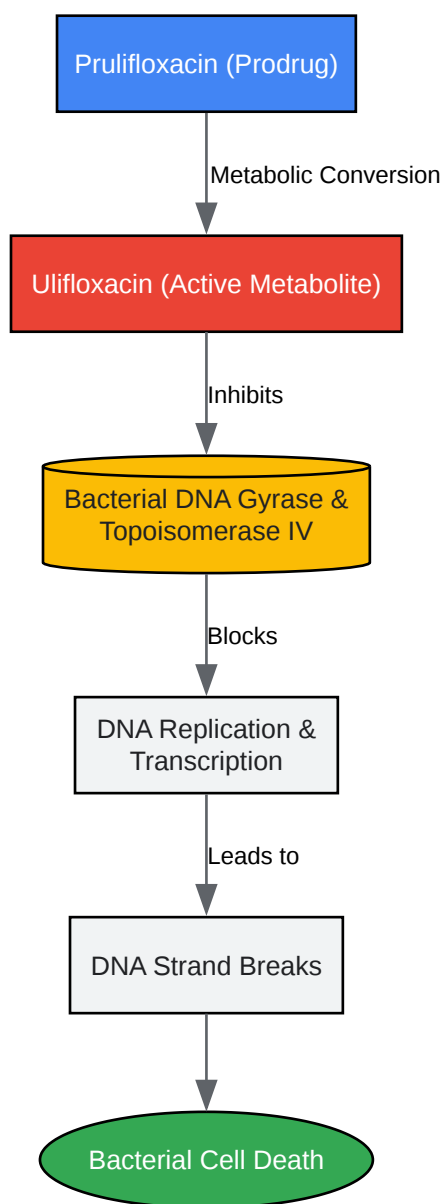 Prulifloxacin (Prodrug)
Metabolic Conversion
Ulifloxacin (Active Metabolite)
Inhibits
Bacterial DNA Gyrase &
Topoisomerase IV
Blocks
DNA Replication &
Transcription
Leads to
DNA Strand Breaks
Bacterial Cell Death